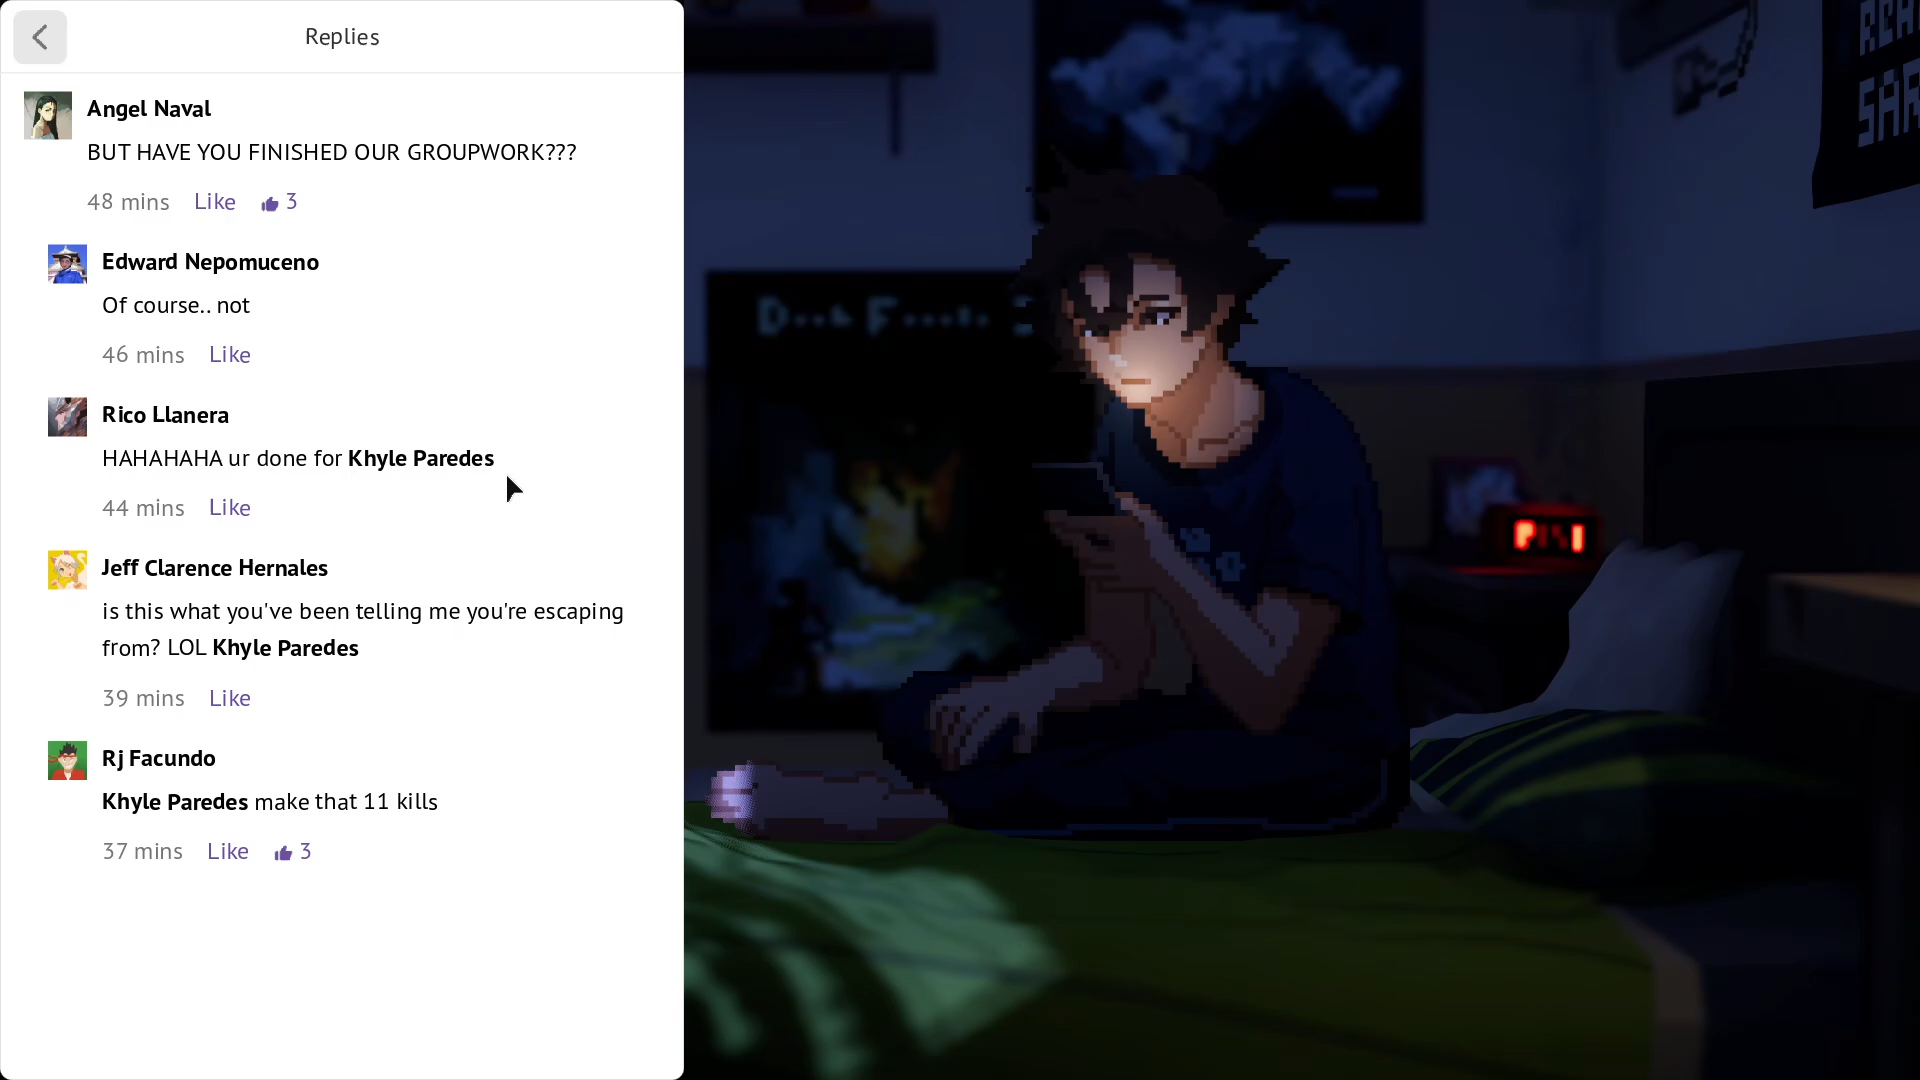 Replies
Angel Naval
BUT HAVE YOU FINISHED OUR GROUPWORK???
48 mins Like 3
Edward Nepomuceno
Of course.. not
46 mins Like
Rico Llanera
HAHAHAHA ur done for Khyle Paredes
44 mins Like
Jeff Clarence Hernales
is this what you've been telling me you're escaping
from? LOL Khyle Paredes
39 mins Like
Rj Facundo
Khyle Paredes make that 11 kills
37 mins Like 3